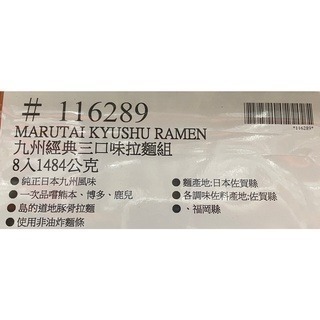 # 116289
MARUTAI KYUSHU RAMEN
九州經典三口味拉麵組
8入1484公克
●純正日本九州風味
●一次品嚐熊本、博多、鹿兒
●島的道地豚骨拉麵
●使用非油炸麵條
●麵產地:日本佐賀縣
●各調味佐料產地:佐賀縣
●、福岡縣
*116289*